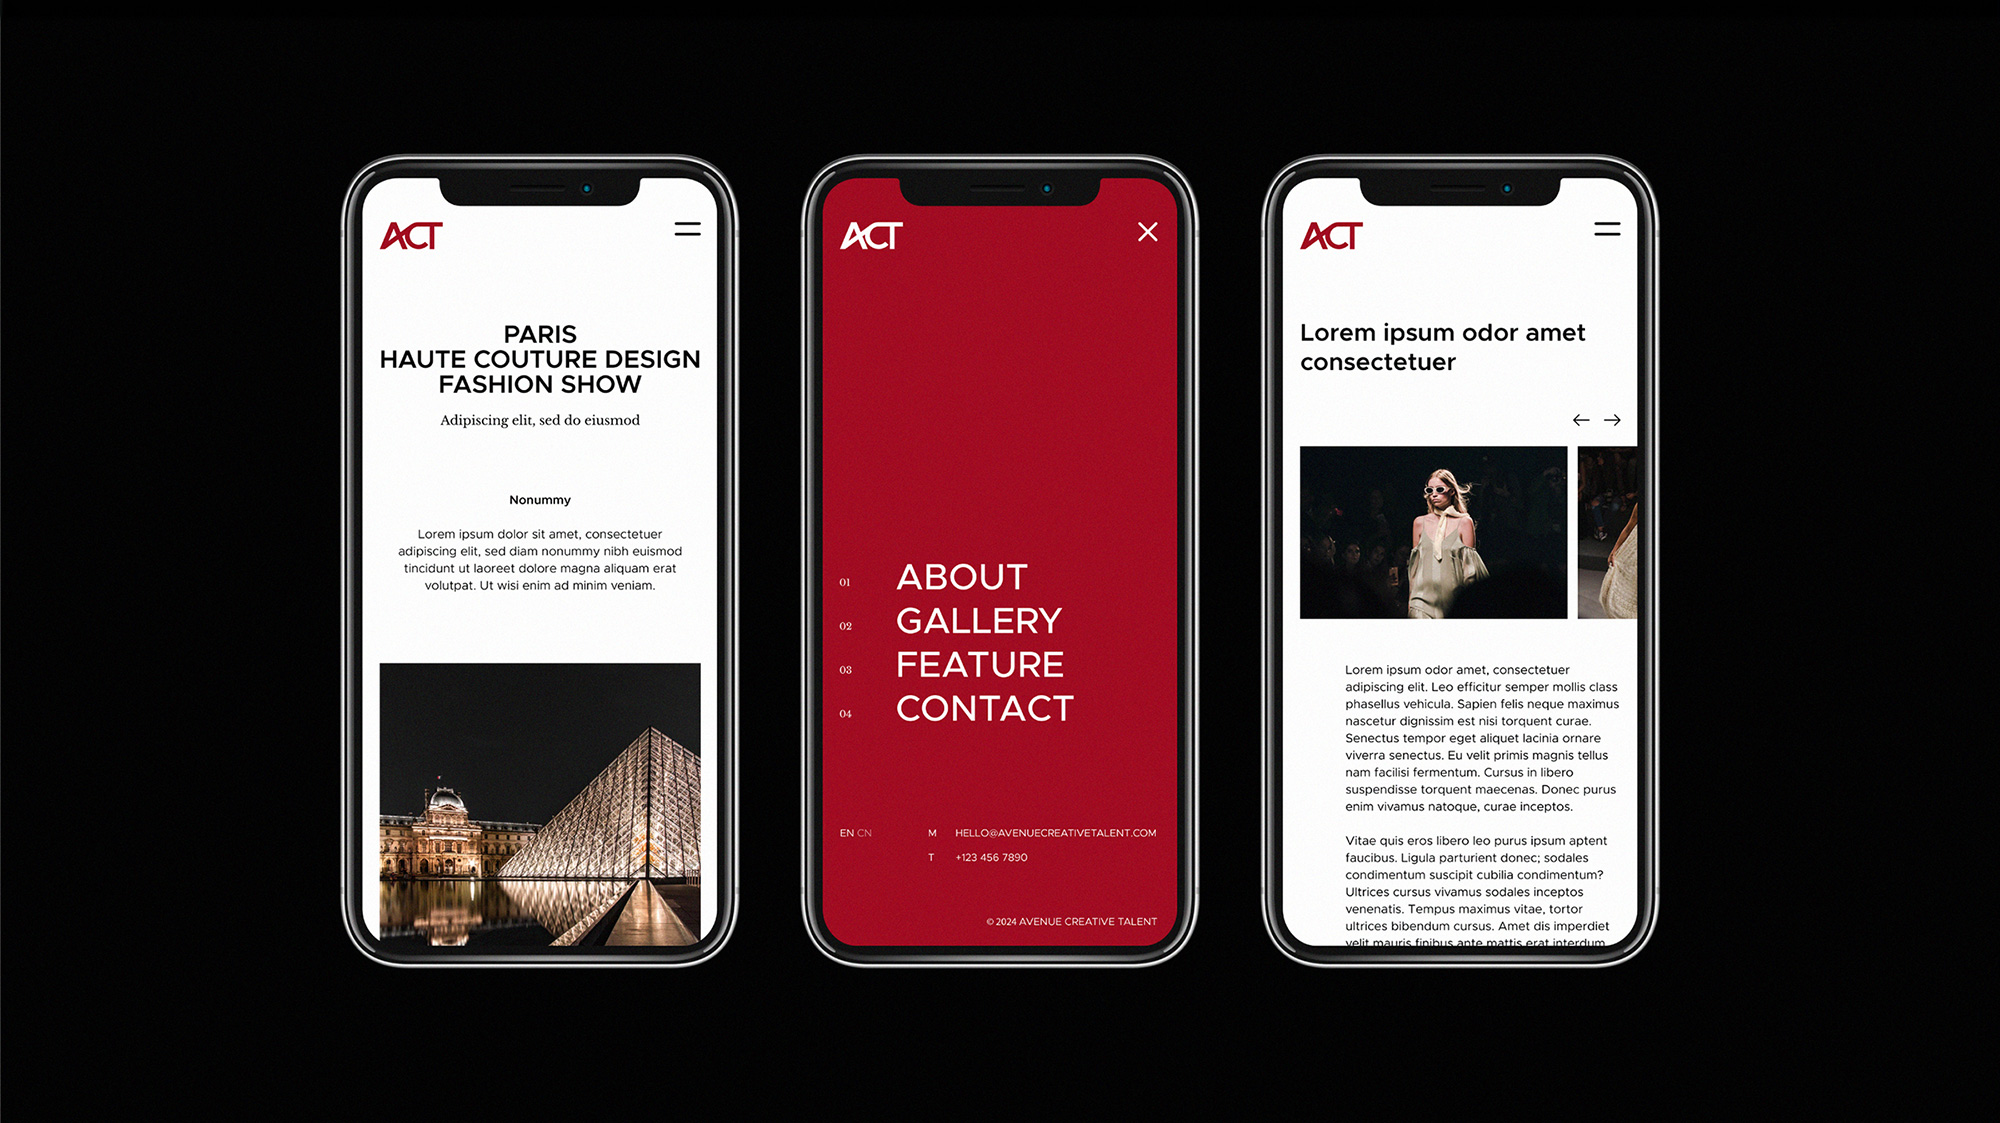 ACT
PARIS
HAUTE COUTURE DESIGN
FASHION SHOW
Adipiscing elit, sed do eiusmod
Nonummy
Lorem ipsum dolor sit amet, consectetuer
adipiscing elit, sed diam nonummy nibh euismod
tincidunt ut laoreet dolore magna aliquam erat
volutpat. Ut wisi enim ad minim veniam.
ACT
01 ABOUT
02 GALLERY
03 FEATURE
04 CONTACT
EN CN M HELLO@AVENUECREATIVETALENT.COM
T +123 456 7890
© 2024 AVENUE CREATIVE TALENT
ACT
Lorem ipsum odor amet
consectetuer
Lorem ipsum odor amet, consectetuer
adipiscing elit. Leo efficitur semper mollis class
phasellus vehicula. Sapien felis neque maximus
nascetur dignissim est nisi torquent curae.
Senectus tempor eget aliquet lacinia ornare
viverra senectus. Eu velit primis magnis tellus
nam facilisi fermentum. Cursus in libero
suspendisse torquent maecenas. Donec purus
enim vivamus natoque, curae inceptos.
Vitae quis eros libero leo purus ipsum aptent
faucibus. Ligula parturient donec; sodales
condimentum suscipit cubilia condimentum?
Ultrices cursus vivamus sodales inceptos
venenatis. Tempus maximus vitae, tortor
ultrices bibendum cursus. Amet dis imperdiet
velit mauris finibus ante mattis erat interdum